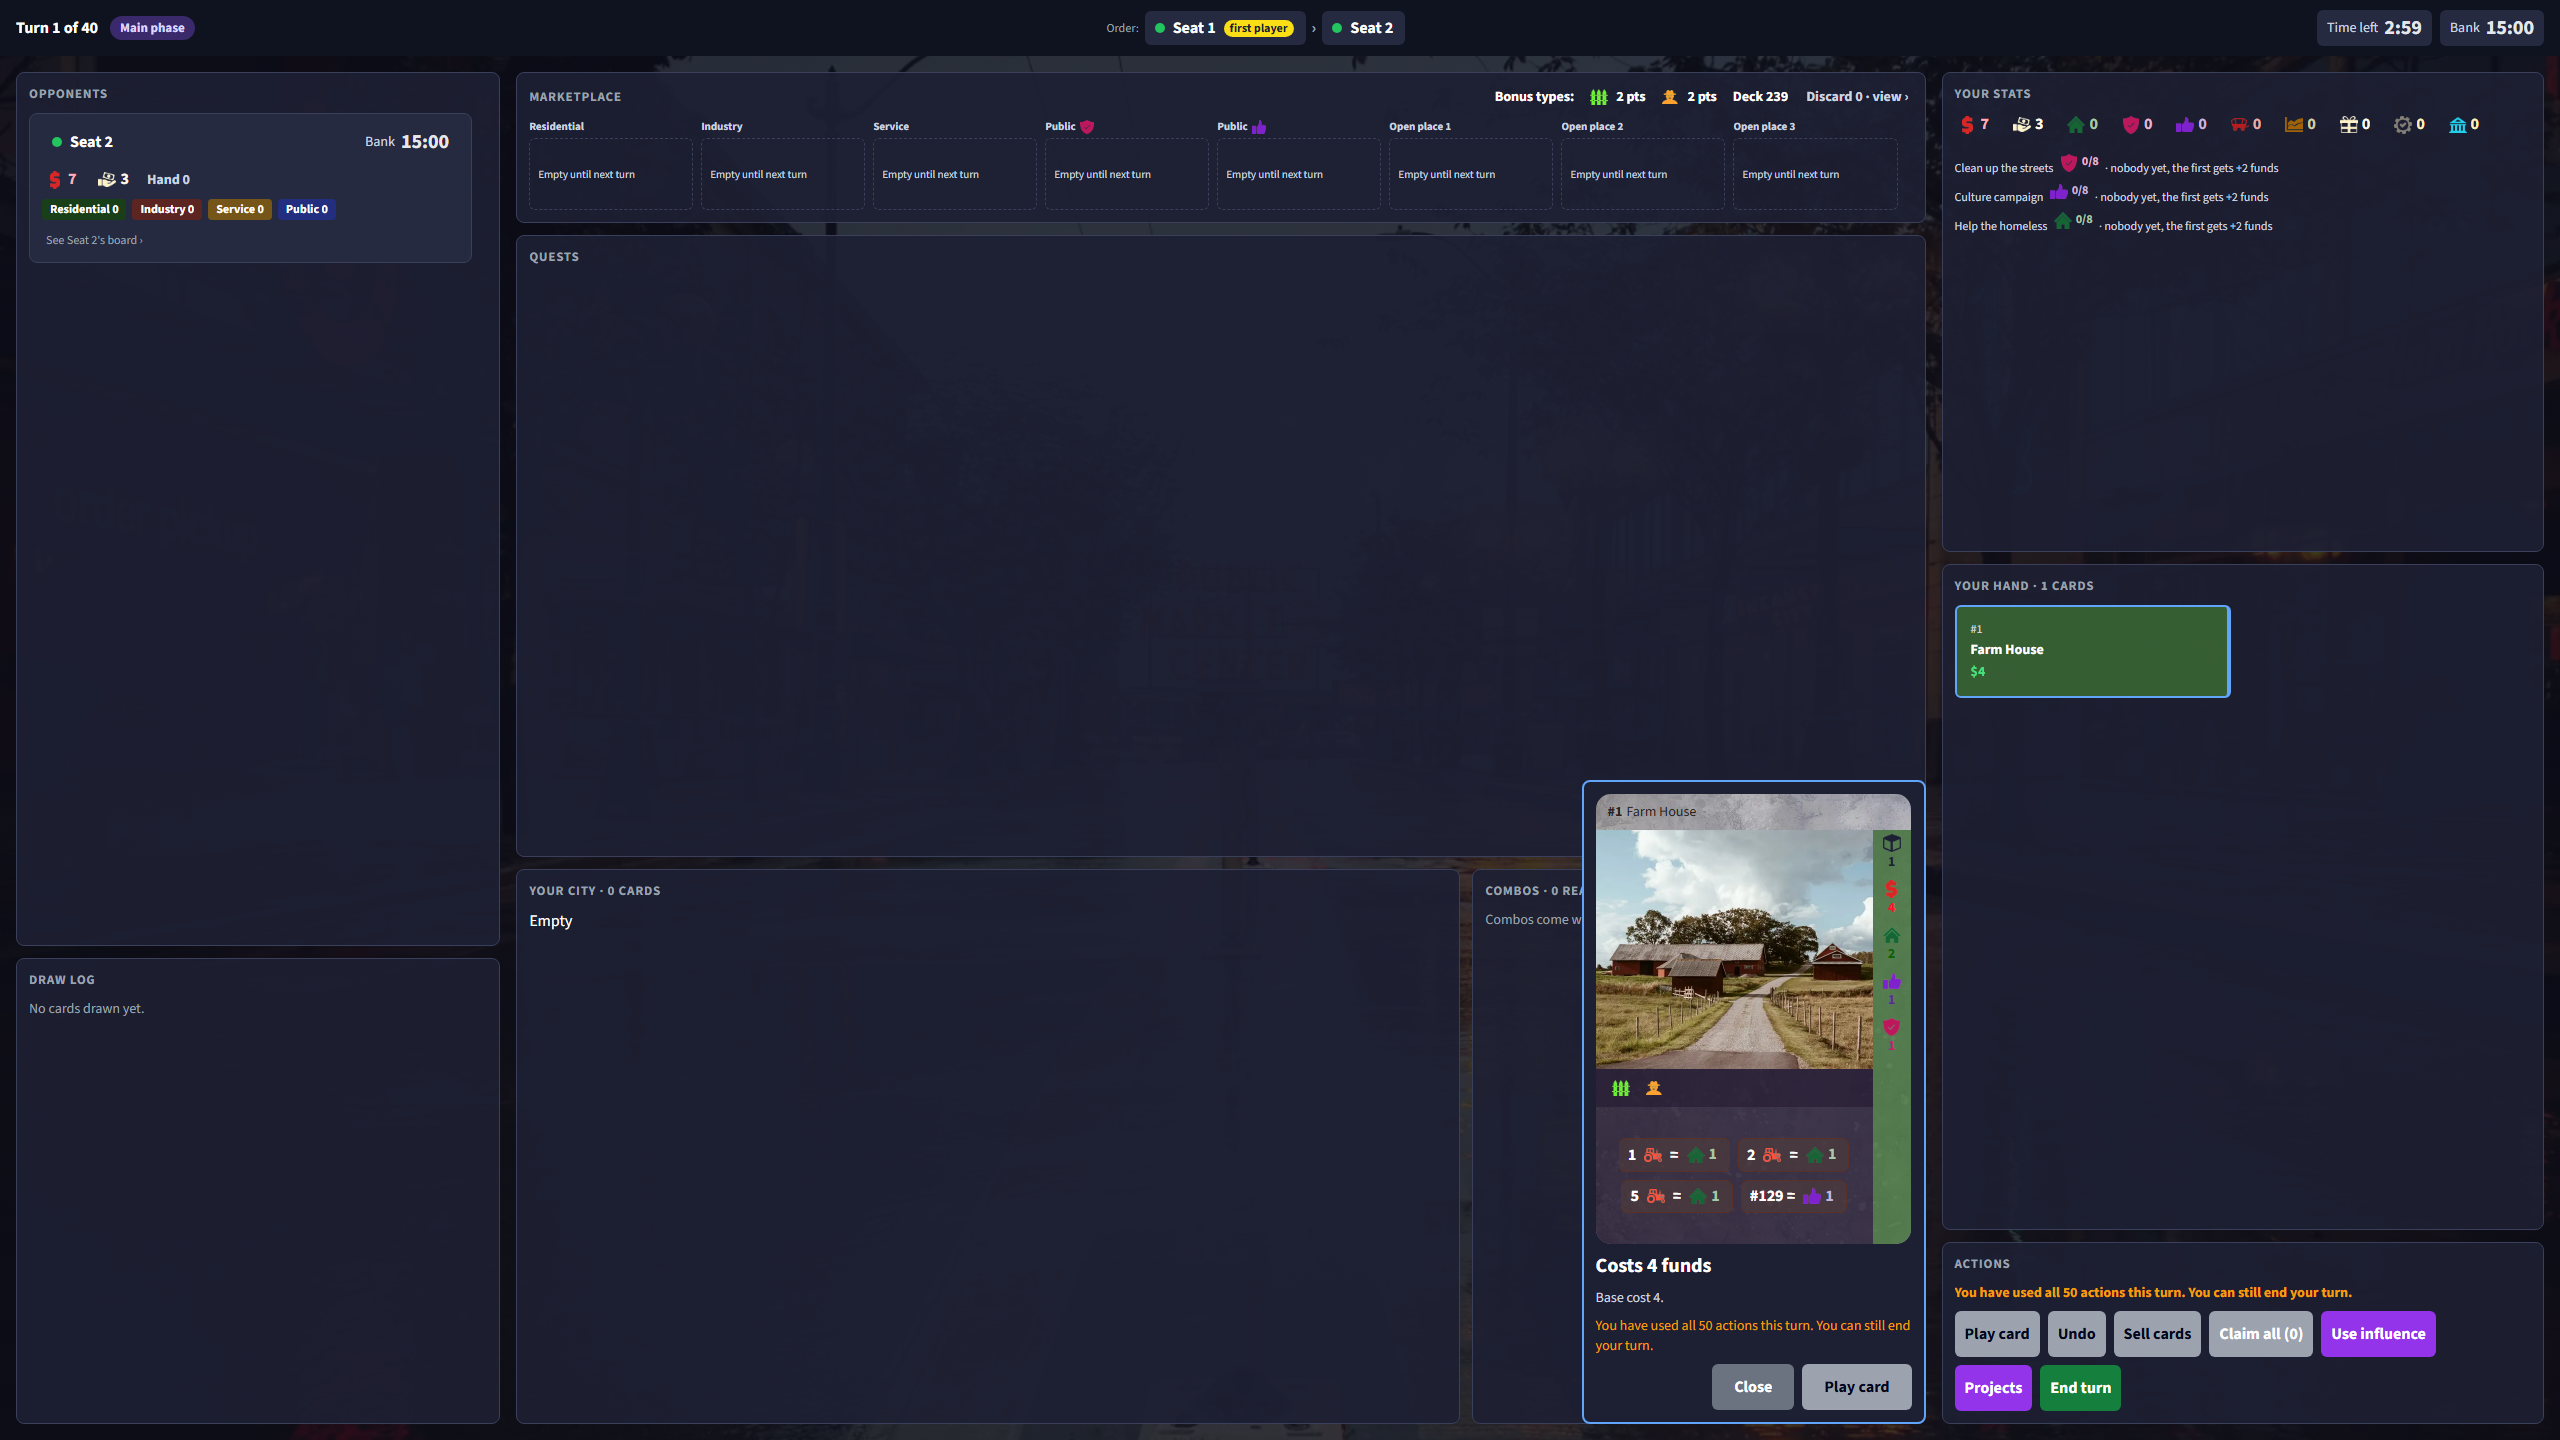 Turn 1 of 40 Main phase
Order: Seat 1 first player › Seat 2
Time left 2:59 Bank 15:00
OPPONENTS
Seat 2 Bank 15:00
7 3 Hand 0
Residential 0 Industry 0 Service 0 Public 0
See Seat 2's board ›
DRAW LOG
No cards drawn yet.
MARKETPLACE
Bonus types: 2 pts 2 pts Deck 239 Discard 0 · view ›
Residential Industry Service Public Public Open place 1 Open place 2 Open place 3
Empty until next turn Empty until next turn Empty until next turn Empty until next turn Empty until next turn Empty until next turn Empty until next turn Empty until next turn
QUESTS
YOUR CITY · 0 CARDS
Empty
COMBOS · 0 REA
Combos come w
#1 Farm House
1
4
2
1
1
1 = 1 2 = 1
5 = 1 #129 = 1
Costs 4 funds
Base cost 4.
You have used all 50 actions this turn. You can still end
your turn.
Close Play card
YOUR STATS
7 3 0 0 0 0 0 0 0 0
Clean up the streets 0/8 · nobody yet, the first gets +2 funds
Culture campaign 0/8 · nobody yet, the first gets +2 funds
Help the homeless 0/8 · nobody yet, the first gets +2 funds
YOUR HAND · 1 CARDS
#1
Farm House
$4
ACTIONS
You have used all 50 actions this turn. You can still end your turn.
Play card Undo Sell cards Claim all (0) Use influence
Projects End turn